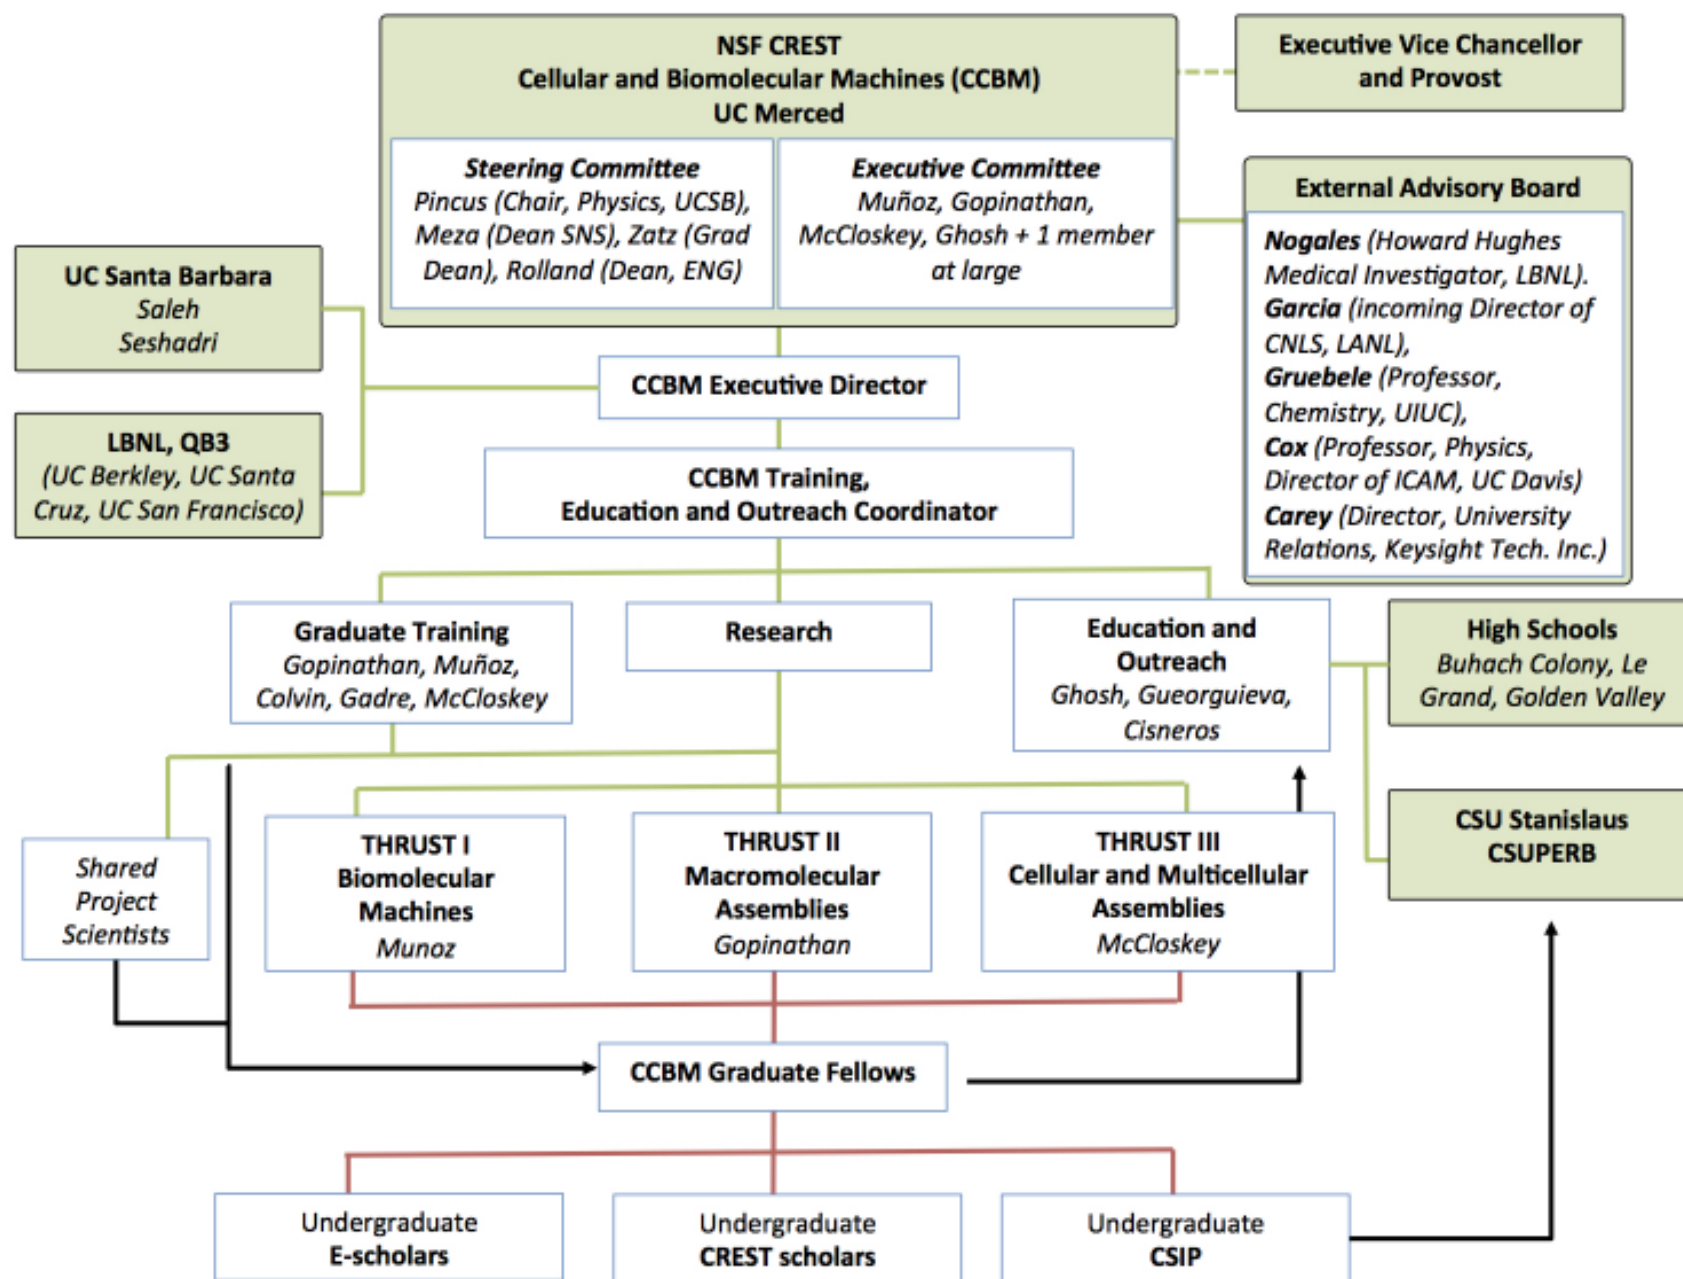 NSF CREST
Cellular and Biomolecular Machines (CCBM)
UC Merced
Executive Vice Chancellor
and Provost
Steering Committee
Pincus (Chair, Physics, UCSB),
Meza (Dean SNS), Zatz (Grad
Dean), Rolland (Dean, ENG)
Executive Committee
Muñoz, Gopinathan,
McCloskey, Ghosh + 1 member
at large
External Advisory Board
Nogales (Howard Hughes
Medical Investigator, LBNL).
Garcia (incoming Director of
CNLS, LANL),
Gruebele (Professor,
Chemistry, UIUC),
Cox (Professor, Physics,
Director of ICAM, UC Davis)
Carey (Director, University
Relations, Keysight Tech. Inc.)
UC Santa Barbara
Saleh
Seshadri
CCBM Executive Director
LBNL, QB3
(UC Berkley, UC Santa
Cruz, UC San Francisco)
CCBM Training,
Education and Outreach Coordinator
Graduate Training
Gopinathan, Muñoz,
Colvin, Gadre, McCloskey
Research
Education and
Outreach
Ghosh, Gueorguieva,
Cisneros
High Schools
Buhach Colony, Le
Grand, Golden Valley
CSU Stanislaus
CSUPERB
Shared
Project
Scientists
THRUST I
Biomolecular
Machines
Munoz
THRUST II
Macromolecular
Assemblies
Gopinathan
THRUST III
Cellular and Multicellular
Assemblies
McCloskey
CCBM Graduate Fellows
Undergraduate
E-scholars
Undergraduate
CREST scholars
Undergraduate
CSIP